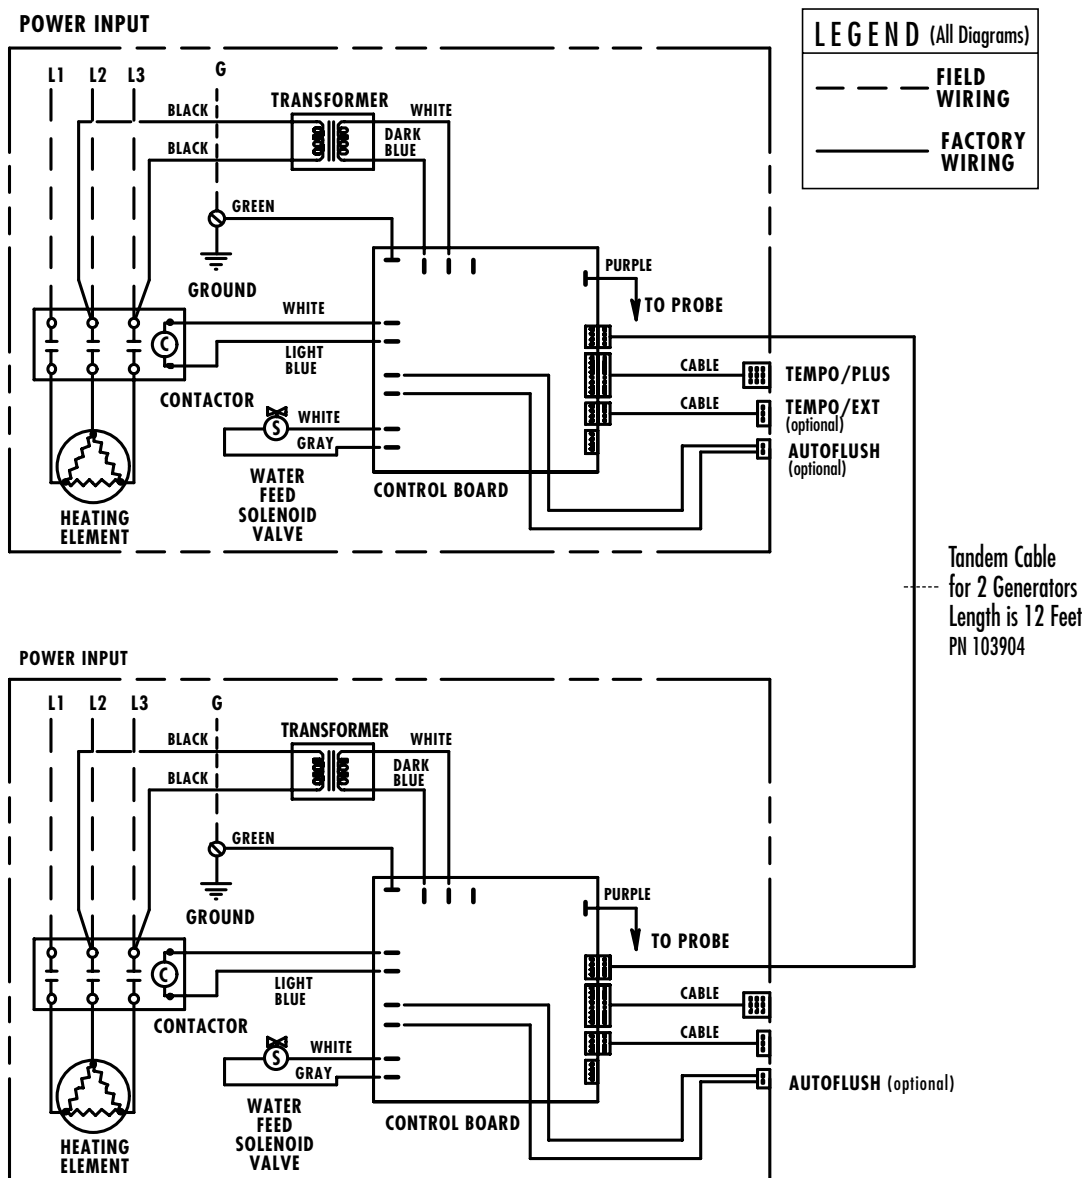 POWER INPUT
LEGEND (All Diagrams)
FIELD
WIRING
FACTORY
WIRING
L1 L2 L3 G
BLACK
TRANSFORMER
WHITE
DARK
BLUE
BLACK
GREEN
GROUND
PURPLE
TO PROBE
WHITE
LIGHT
BLUE
C
CONTACTOR
CABLE
TEMPO/PLUS
CABLE
TEMPO/EXT
(optional)
AUTOFLUSH
(optional)
S
WHITE
GRAY
WATER
FEED
SOLENOID
VALVE
CONTROL BOARD
HEATING
ELEMENT
Tandem Cable
for 2 Generators
Length is 12 Feet
PN 103904
POWER INPUT
L1 L2 L3 G
BLACK
TRANSFORMER
WHITE
DARK
BLUE
BLACK
GREEN
GROUND
PURPLE
TO PROBE
C
LIGHT
BLUE
CONTACTOR
CABLE
CABLE
S
WHITE
GRAY
AUTOFLUSH (optional)
WATER
FEED
SOLENOID
VALVE
CONTROL BOARD
HEATING
ELEMENT